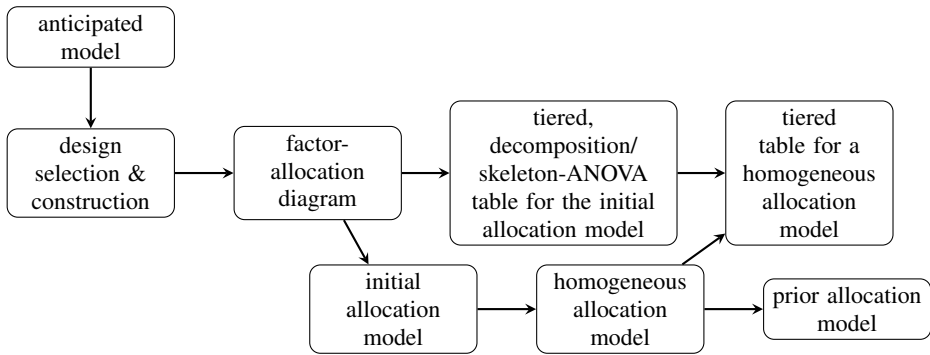 anticipated
model
design
selection &
construction
factor-
allocation
diagram
tiered,
decomposition/
skeleton-ANOVA
table for the initial
allocation model
tiered
table for a
homogeneous
allocation
model
initial
allocation
model
homogeneous
allocation
model
prior allocation
model